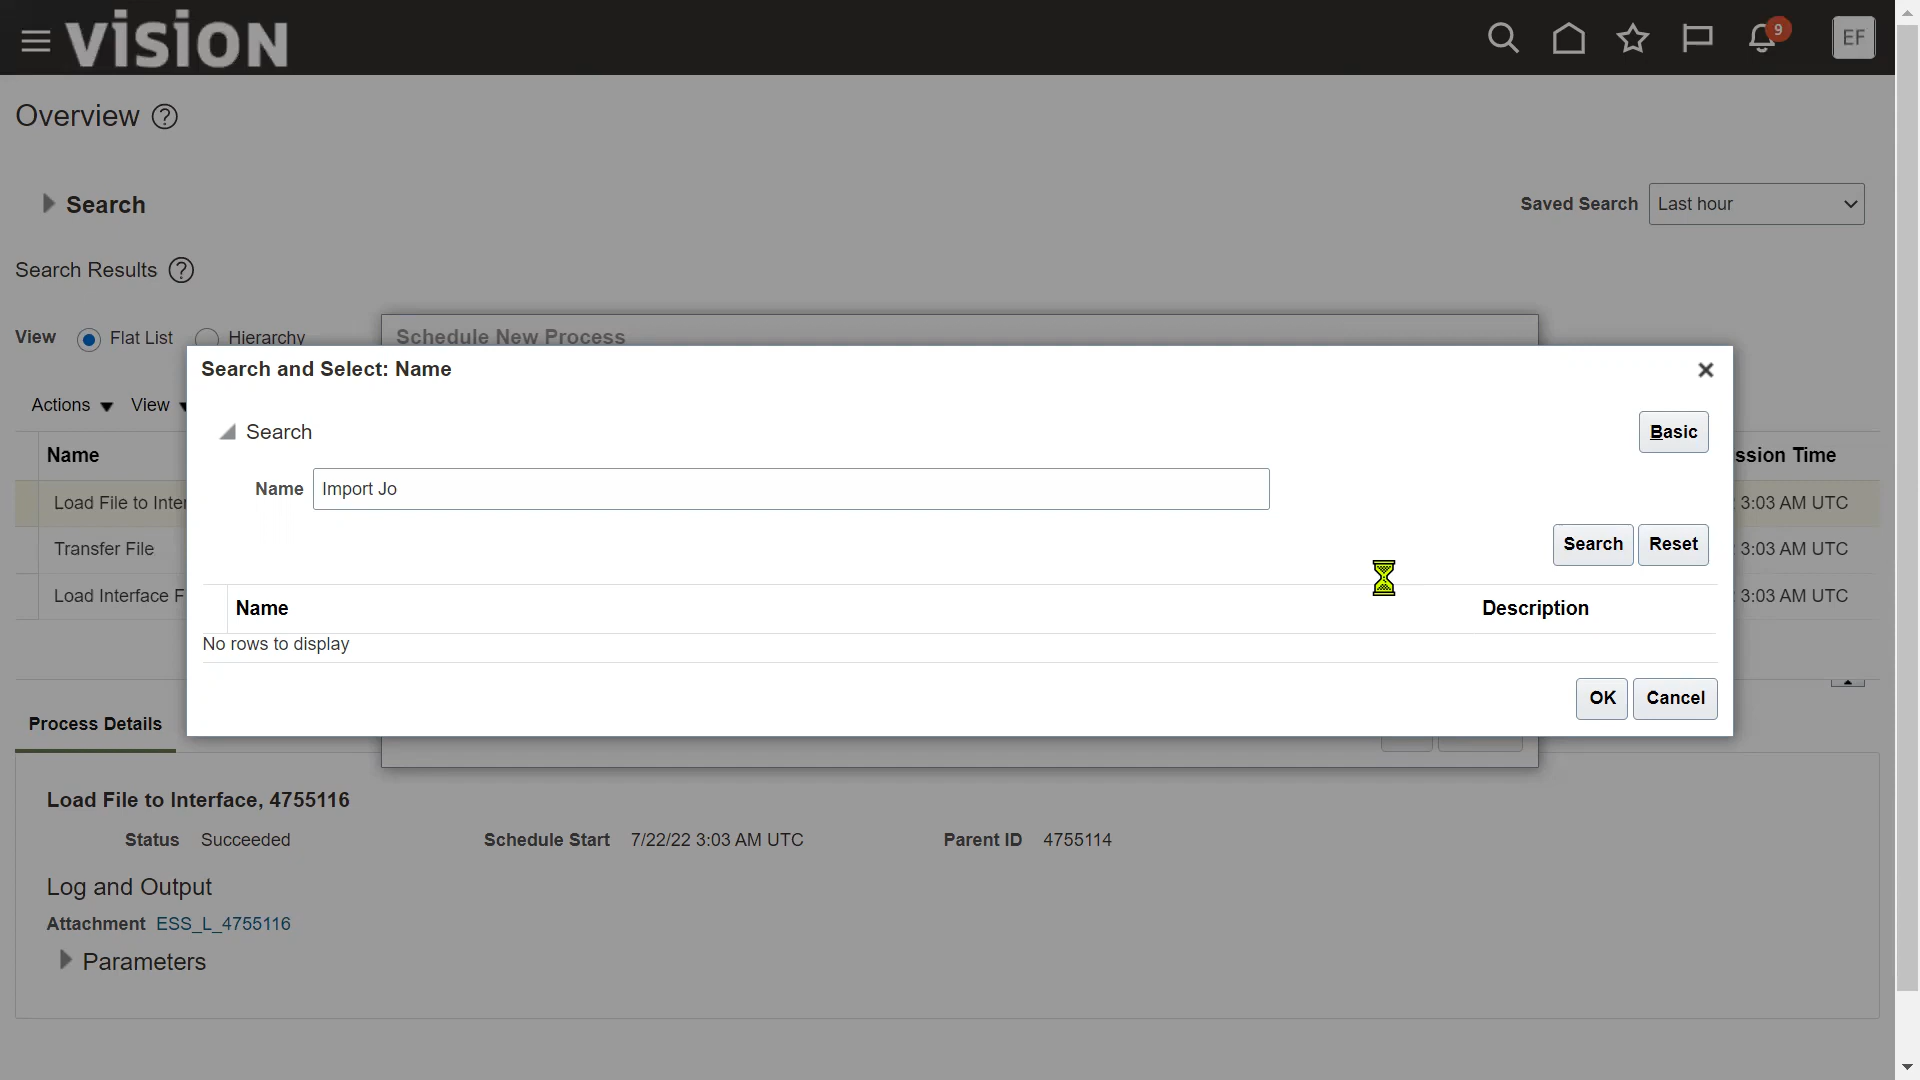 vision
9
EF
Overview ?
Search
Saved Search Last hour
Search Results ?
View Flat List Hierarchy
Schedule New Process
Search and Select: Name
Actions View
Search
Basic
Name
ssion Time
Name Import Jo
Load File to Inter
3:03 AM UTC
Search Reset
Transfer File
3:03 AM UTC
Load Interface F
3:03 AM UTC
Name Description
No rows to display
OK Cancel
Process Details
Load File to Interface, 4755116
Status Succeeded Schedule Start 7/22/22 3:03 AM UTC Parent ID 4755114
Log and Output
Attachment ESS_L_4755116
Parameters